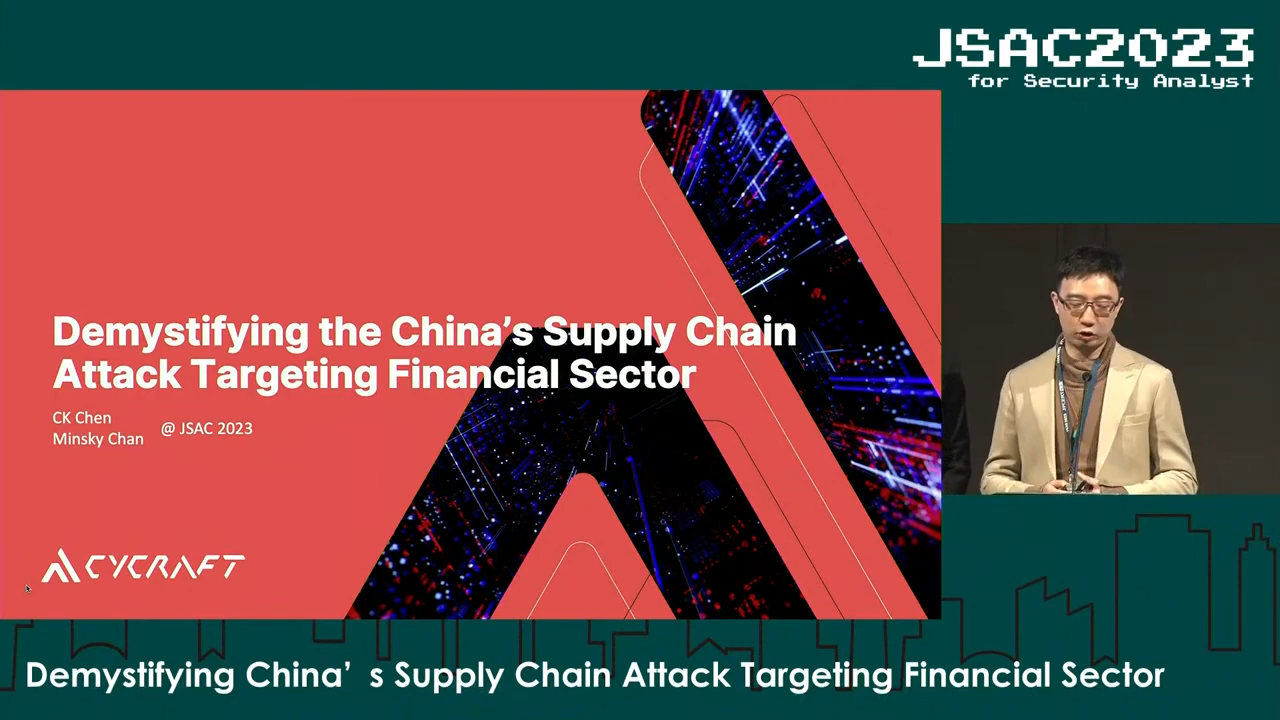 JSAC2023
for Security Analyst
Demystifying the China's Supply Chain
Attack Targeting Financial Sector
CK Chen
Minsky Chan
@ JSAC 2023
CYCRAFT
Demystifying China’ s Supply Chain Attack Targeting Financial Sector